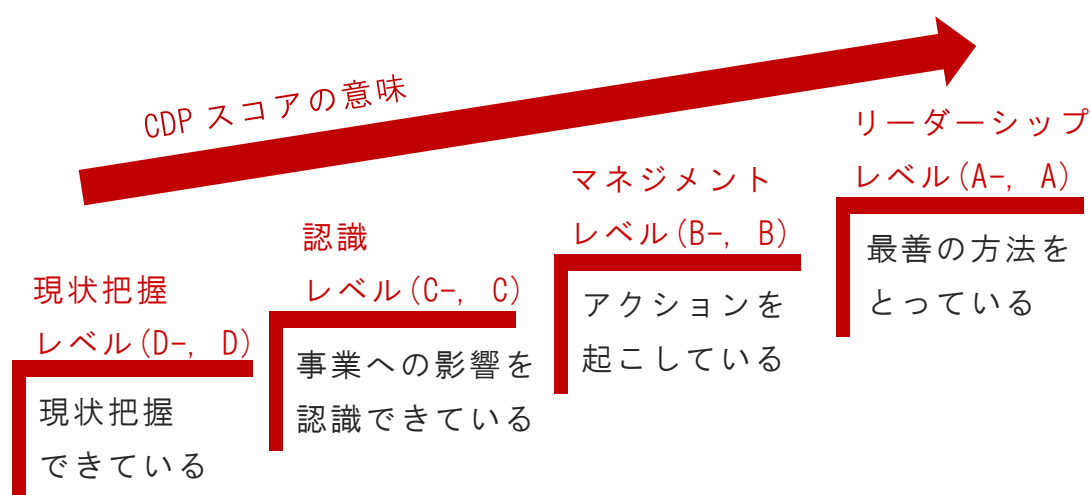 CDP スコアの意味
現状把握
レベル(D-, D)
現状把握
できている
認識
レベル(C-, C)
事業への影響を
認識できている
マネジメント
レベル(B-, B)
アクションを
起こしている
リーダーシップ
レベル(A-, A)
最善の方法を
とっている